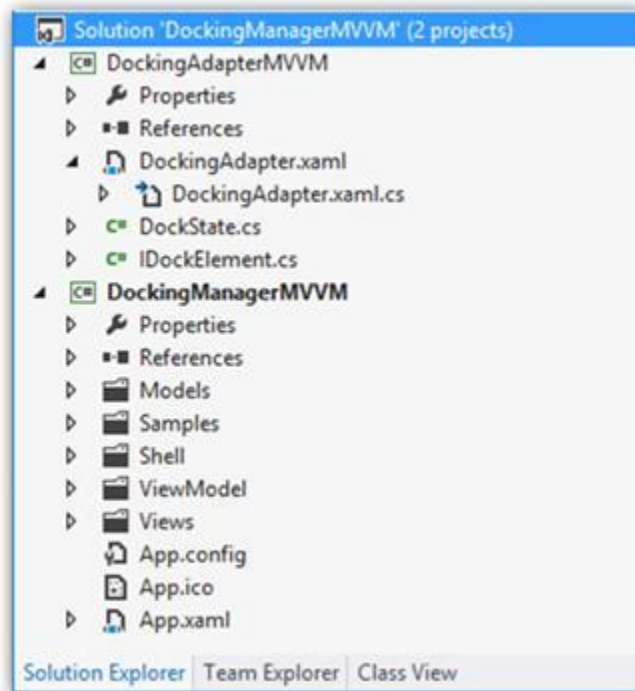 Solution 'DockingManagerMVVM' (2 projects)
C# DockingAdapterMVVM
Properties
References
DockingAdapter.xaml
DockingAdapter.xaml.cs
C# DockState.cs
C# IDockElement.cs
C# DockingManagerMVVM
Properties
References
Models
Samples
Shell
ViewModel
Views
App.config
App.ico
App.xaml
Solution Explorer Team Explorer Class View